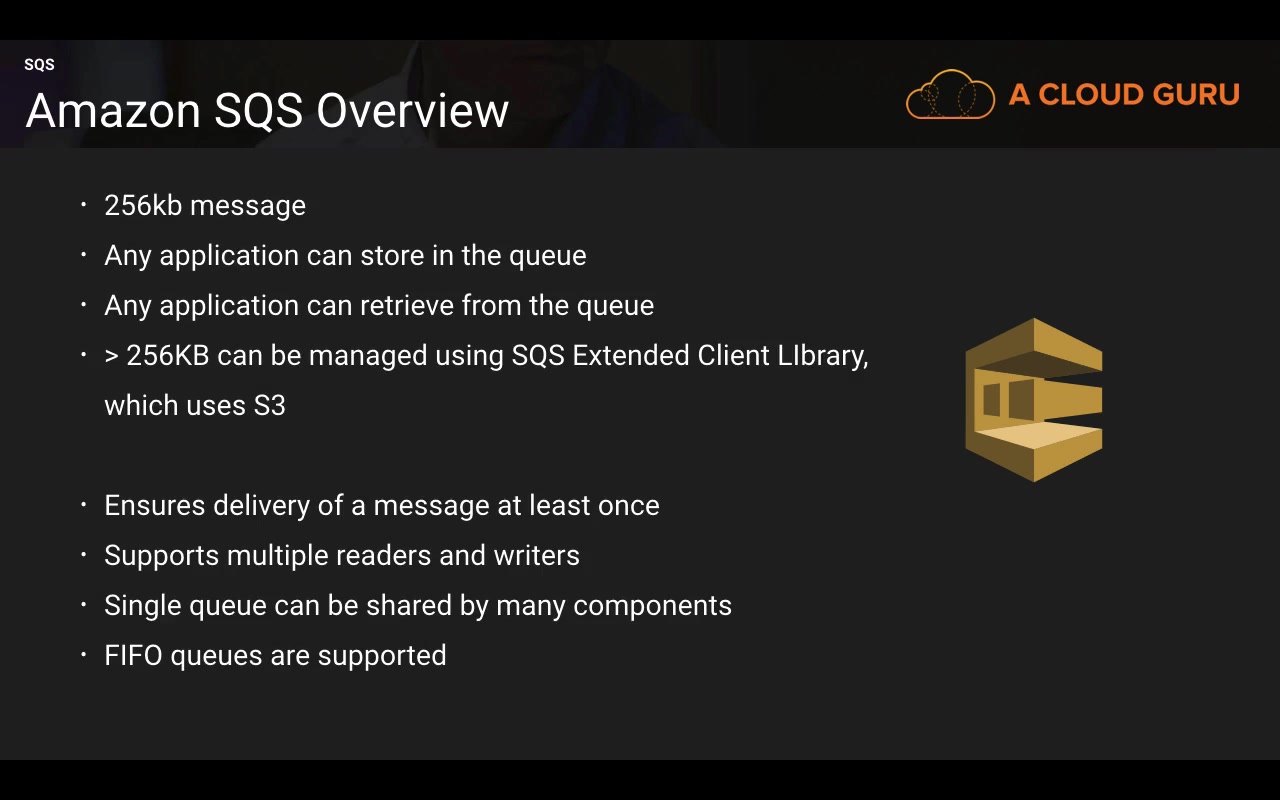 SQS
Amazon SQS Overview
A CLOUD GURU
· 256kb message
· Any application can store in the queue
· Any application can retrieve from the queue
· > 256KB can be managed using SQS Extended Client LIbrary,
which uses S3
· Ensures delivery of a message at least once
· Supports multiple readers and writers
· Single queue can be shared by many components
· FIFO queues are supported